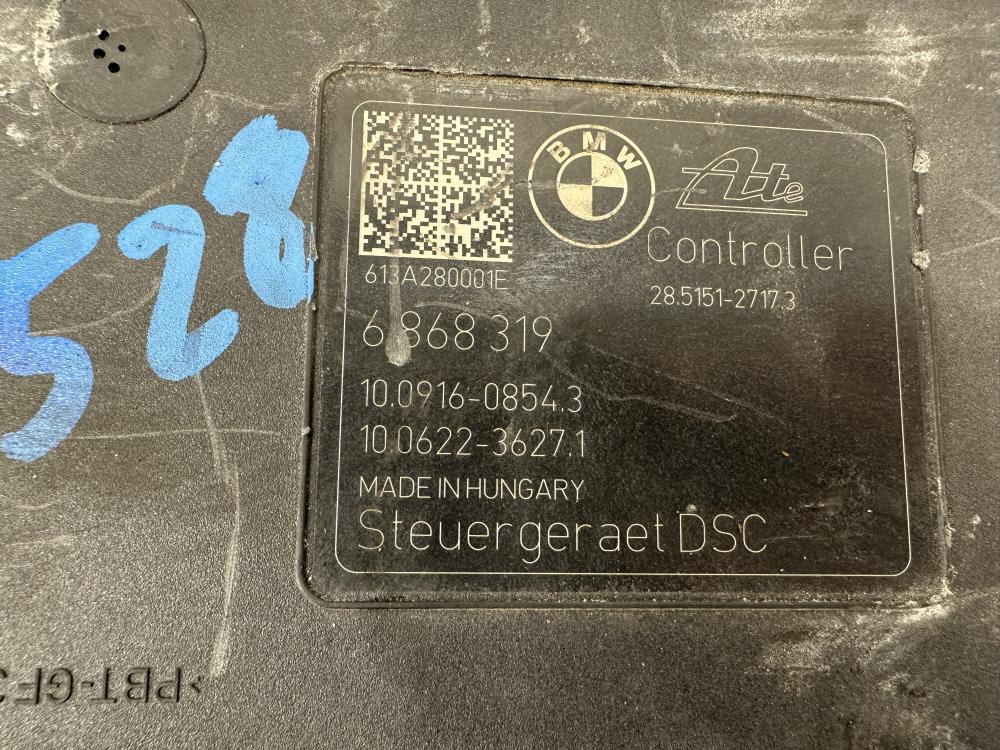 528
BMW
Ate
Controller
613A280001E
28.5151-2717.3
6 868 319
10.0916-0854.3
10.0622-3627.1
MADE IN HUNGARY
Steuergeraet DSC
>PBT-GF3